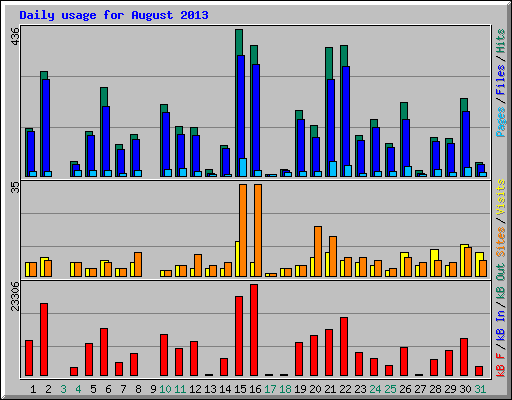 Daily usage for August 2013
436
Pages / Files / Hits
35
Sites / Visits
23306
kB F / kB In / kB Out
1 2 3 4 5 6 7 8 9 10 11 12 13 14 15 16 17 18 19 20 21 22 23 24 25 26 27 28 29 30 31